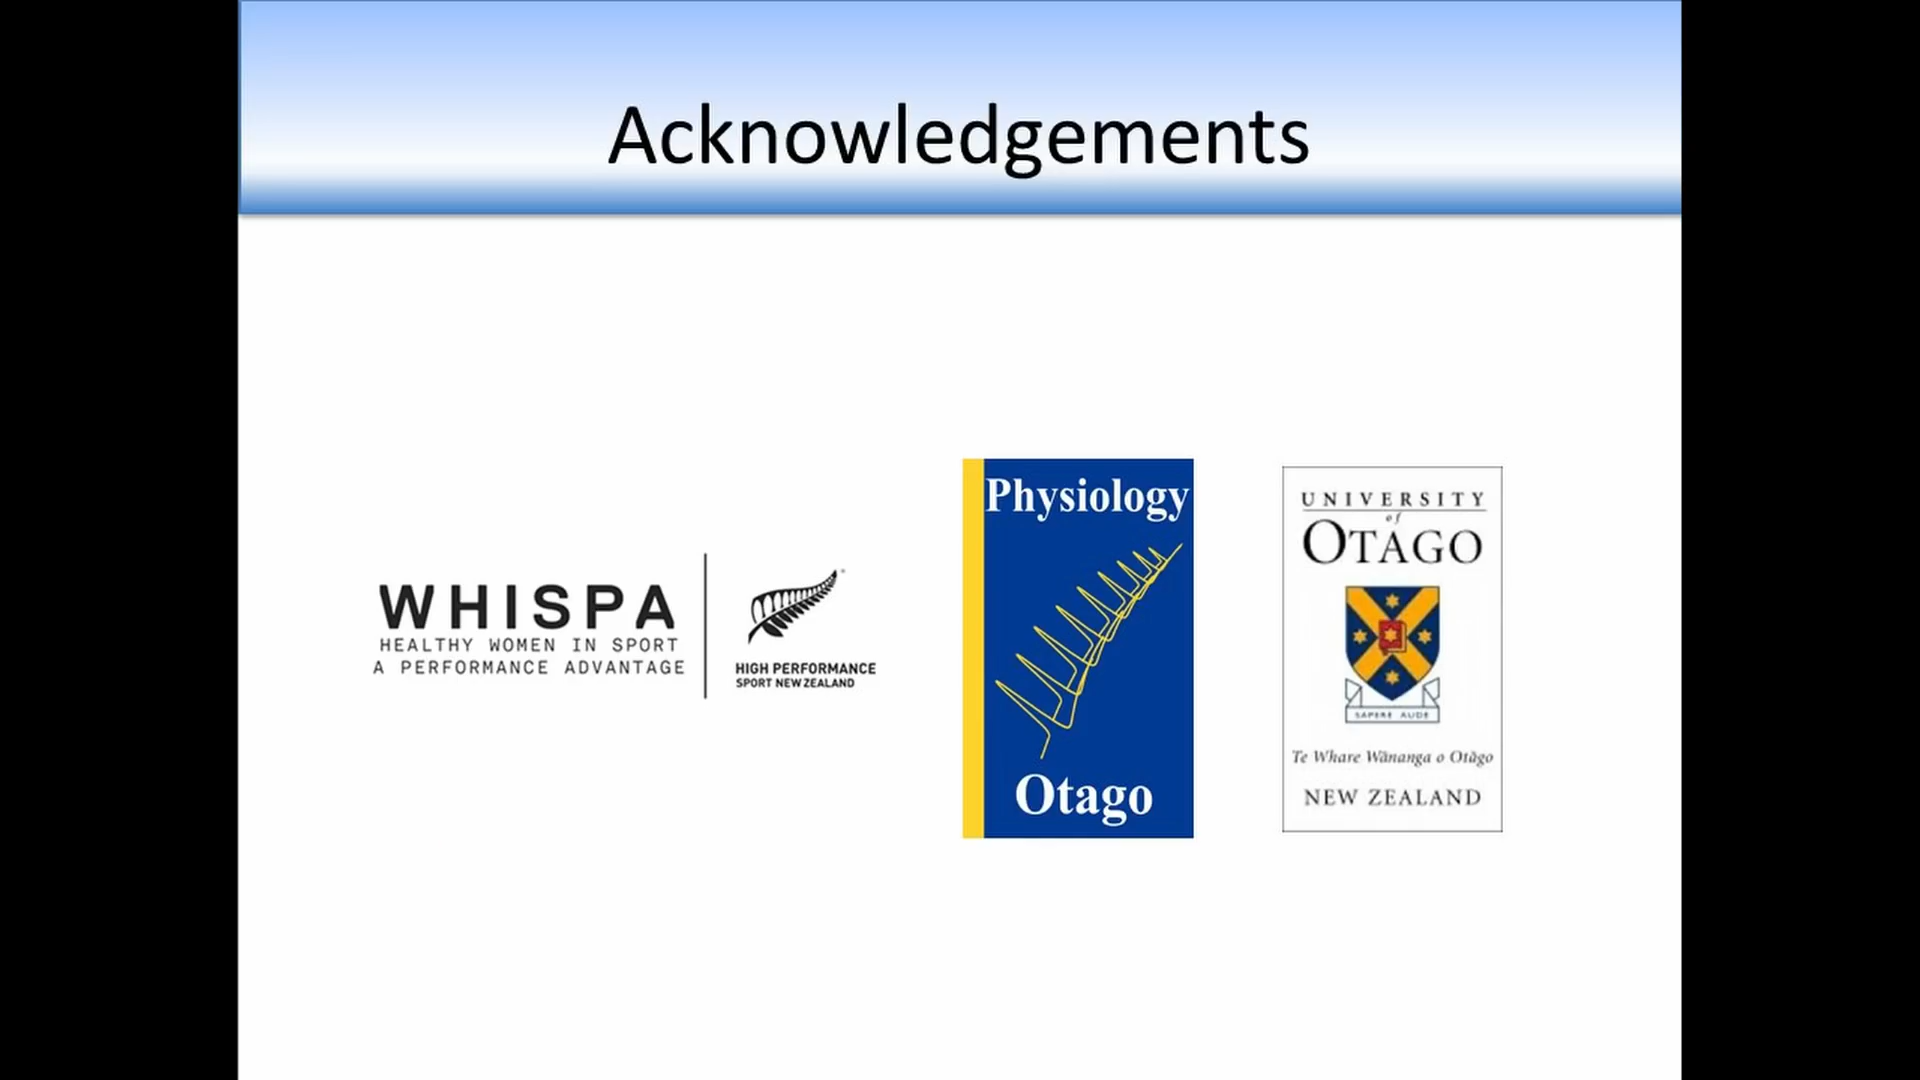 Acknowledgements
WHISPA
HEALTHY WOMEN IN SPORT
A PERFORMANCE ADVANTAGE
HIGH PERFORMANCE
SPORT NEW ZEALAND
Physiology
Otago
UNIVERSITY
of
OTAGO
SAPERE AUDE
Te Whare Wānanga o Otāgo
NEW ZEALAND